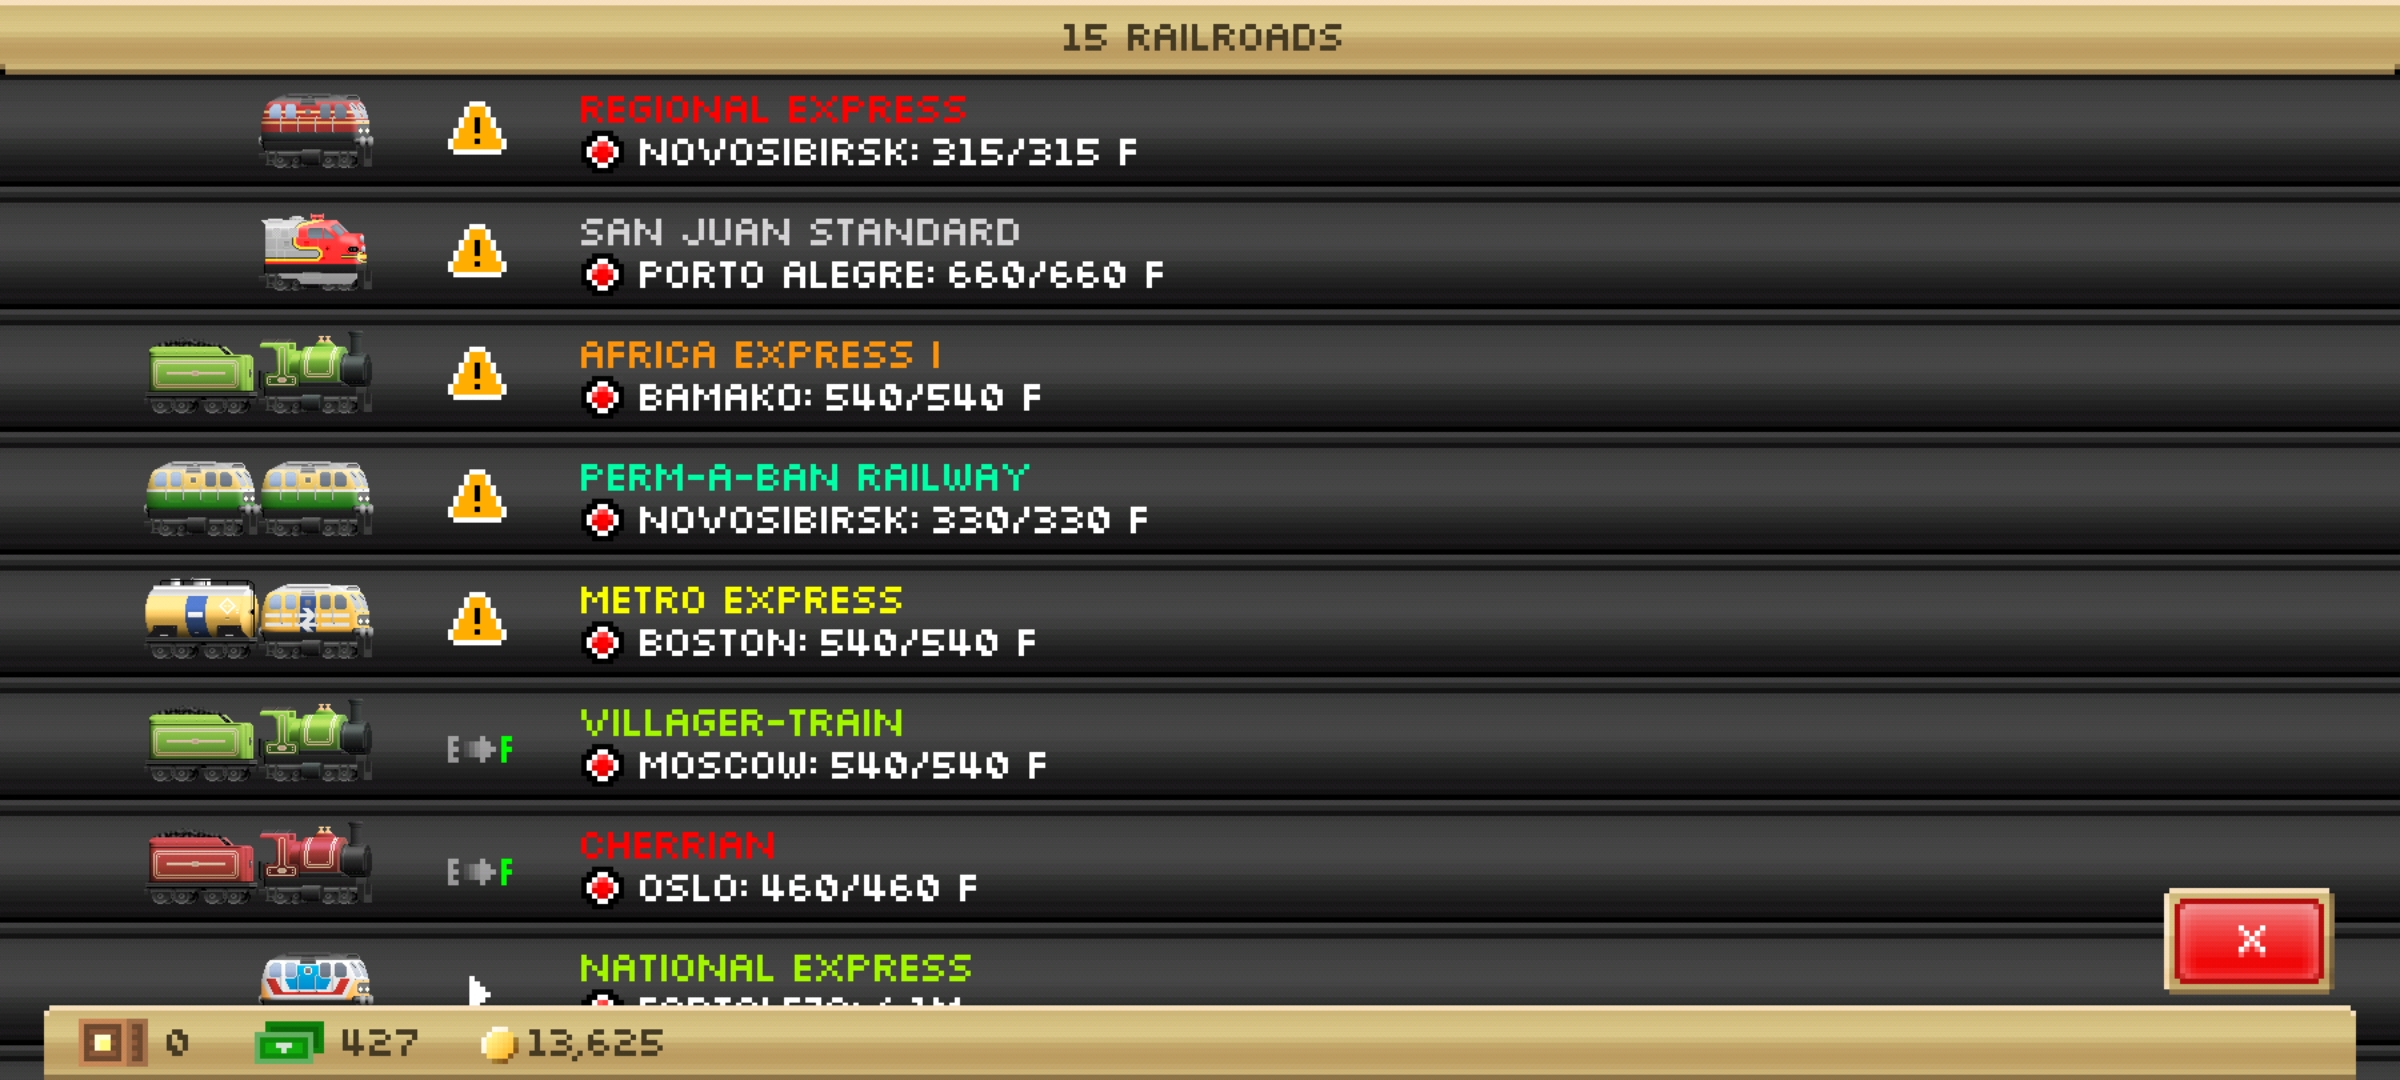 15 RAILROADS
REGIONAL EXPRESS
NOVOSIBIRSK: 315/315 F
SAN JUAN STANDARD
PORTO ALEGRE: 660/660 F
AFRICA EXPRESS I
BAMAKO: 540/540 F
PERM-A-BAN RAILWAY
NOVOSIBIRSK: 330/330 F
METRO EXPRESS
BOSTON: 540/540 F
VILLAGER-TRAIN
E F
MOSCOW: 540/540 F
CHERRIAN
E F
OSLO: 460/460 F
X
NATIONAL EXPRESS
0 427 13,625